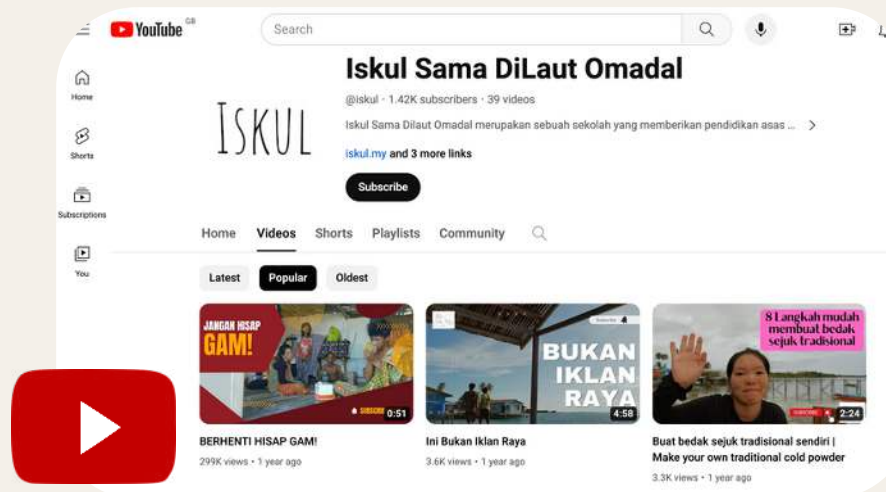 YouTube GB
Search
Home
Shorts
Subscriptions
You
ISKUL
Iskul Sama DiLaut Omadal
@iskul · 1.42K subscribers · 39 videos
Iskul Sama Dilaut Omadal merupakan sebuah sekolah yang memberikan pendidikan asas ...
iskul.my and 3 more links
Subscribe
Home Videos Shorts Playlists Community
Latest Popular Oldest
JANGAN HISAP
GAM!
SUBSCRIBE
0:51
BERHENTI HISAP GAM!
299K views • 1 year ago
Subscribe
BUKAN
IKLAN
RAYA
4:58
Ini Bukan Iklan Raya
3.6K views • 1 year ago
8 Langkah mudah
membuat bedak
sejuk tradisional
SUBSCRIBE
2:24
Buat bedak sejuk tradisional sendiri |
Make your own traditional cold powder
3.3K views • 1 year ago